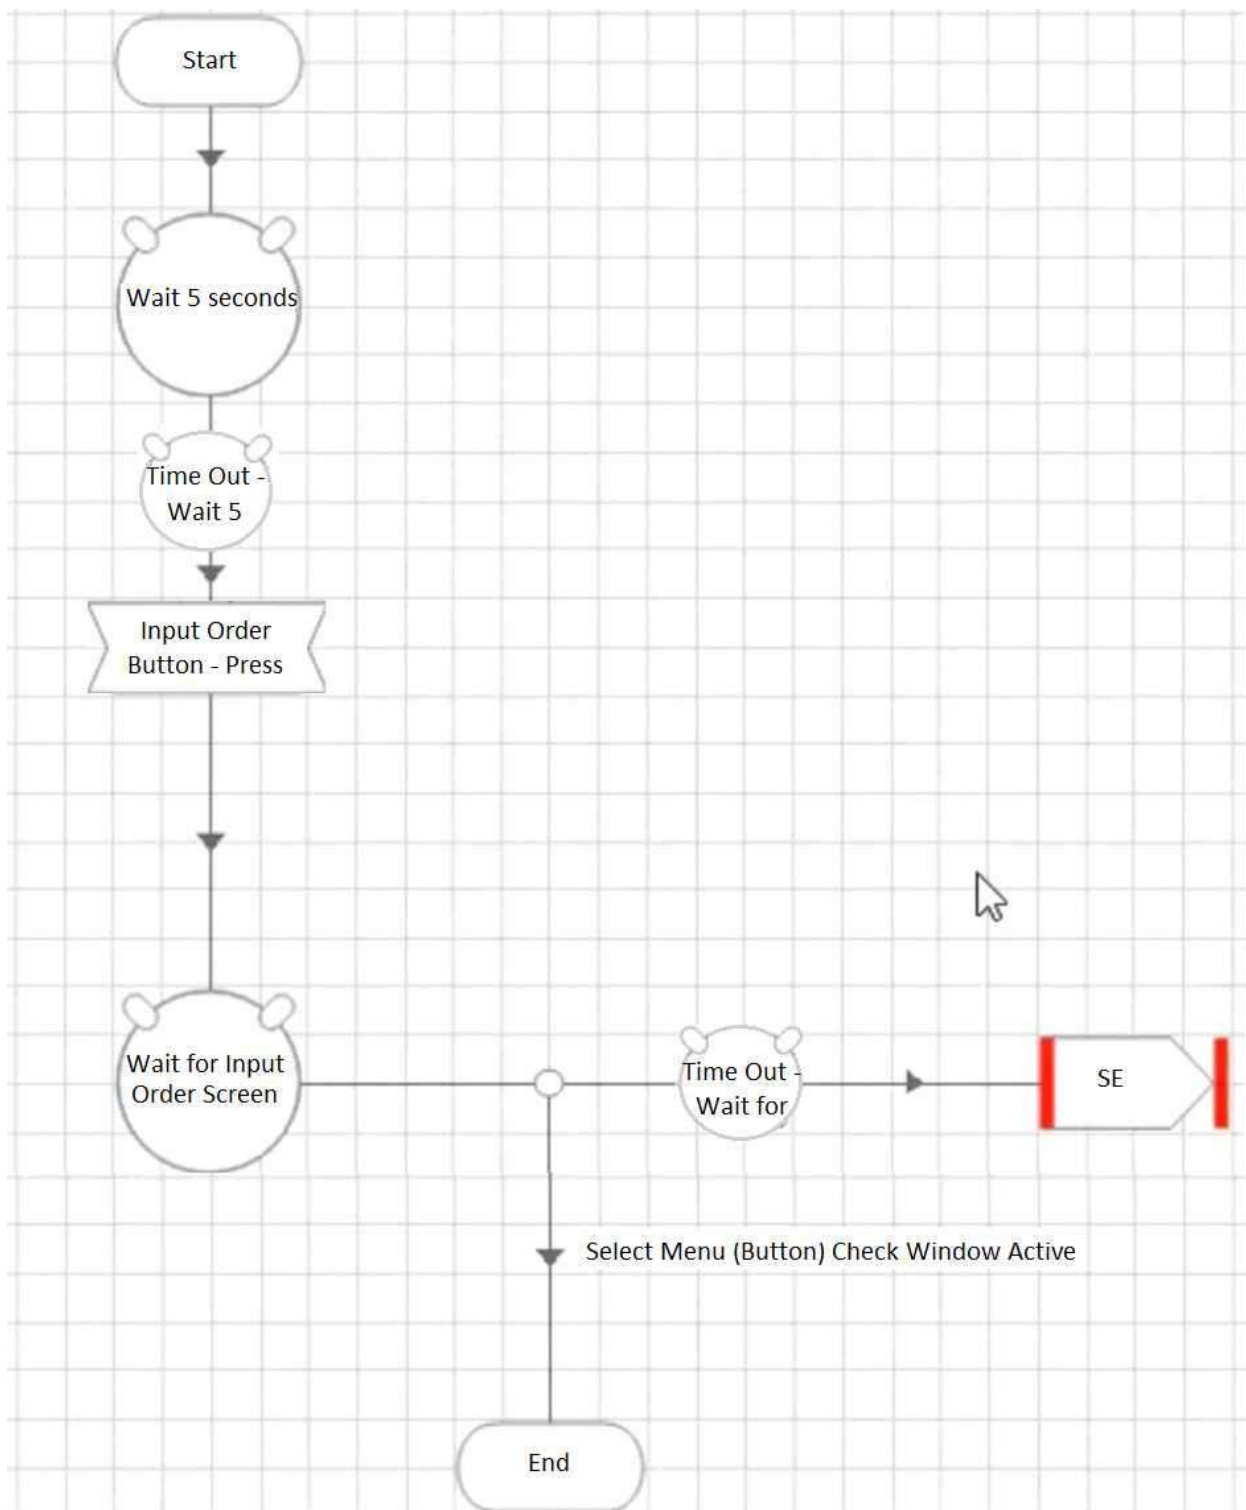 Start
Wait 5 seconds
Time Out -
Wait 5
Input Order
Button - Press
Wait for Input
Order Screen
Time Out -
Wait for
SE
Select Menu (Button) Check Window Active
End